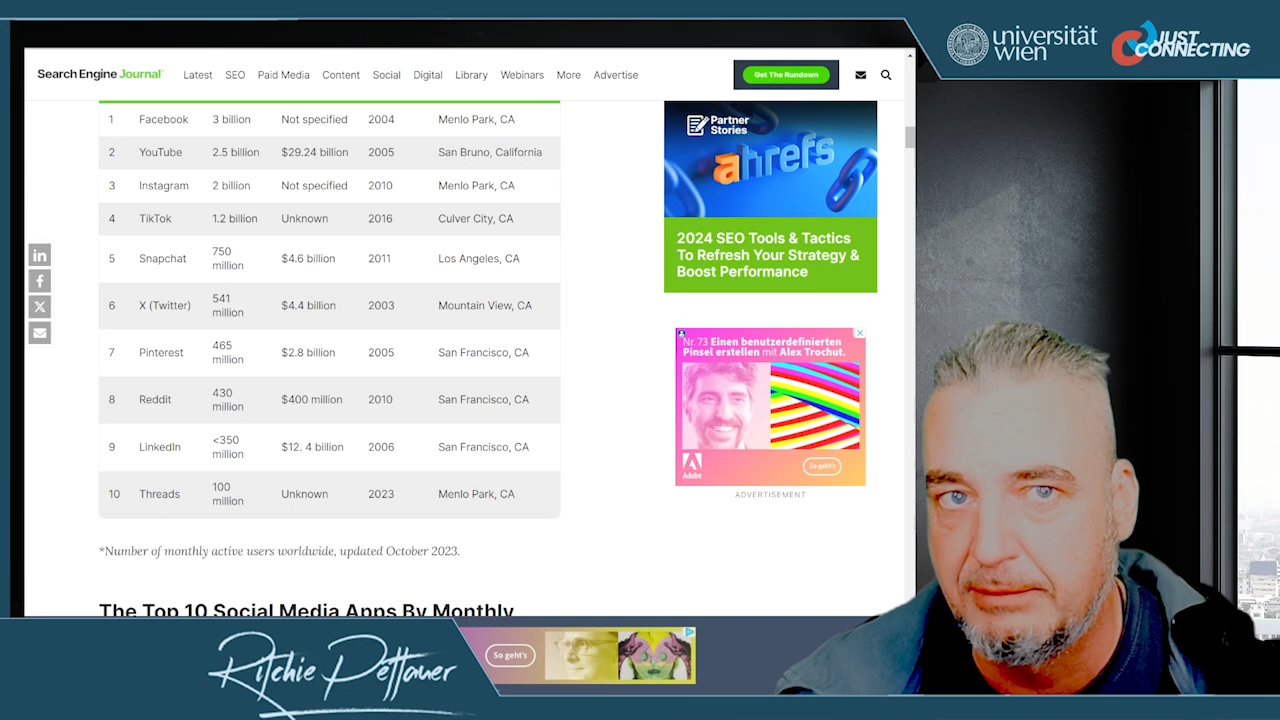 universität
wien
JUST
CONNECTING
Search Engine Journal
Latest SEO Paid Media Content Social Digital Library Webinars More Advertise
Get The Rundown
1 Facebook 3 billion Not specified 2004 Menlo Park, CA
2 YouTube 2.5 billion $29.24 billion 2005 San Bruno, California
3 Instagram 2 billion Not specified 2010 Menlo Park, CA
4 TikTok 1.2 billion Unknown 2016 Culver City, CA
5 Snapchat 750 million $4.6 billion 2011 Los Angeles, CA
6 X (Twitter) 541 million $4.4 billion 2003 Mountain View, CA
7 Pinterest 465 million $2.8 billion 2005 San Francisco, CA
8 Reddit 430 million $400 million 2010 San Francisco, CA
9 LinkedIn <350 million $12. 4 billion 2006 San Francisco, CA
10 Threads 100 million Unknown 2023 Menlo Park, CA
*Number of monthly active users worldwide, updated October 2023.
The Top 10 Social Media Apps By Monthly
in
f
X
Partner
Stories
ahrefs
2024 SEO Tools & Tactics
To Refresh Your Strategy &
Boost Performance
Nr. 73 Einen benutzerdefinierten
Pinsel erstellen mit Alex Trochut.
Adobe
So geht's
ADVERTISEMENT
Ritchie Pettauer
So geht's